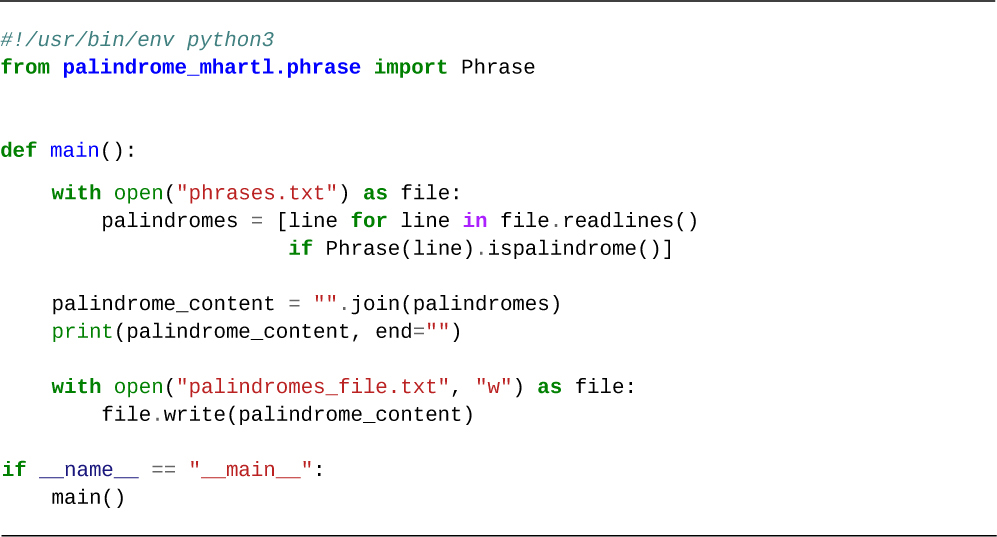 #!/usr/bin/env python3
from palindrome_mhartl.phrase import Phrase
def main():
    with open("phrases.txt") as file:
        palindromes = [line for line in file.readlines()
                       if Phrase(line).ispalindrome()]
    palindrome_content = "".join(palindromes)
    print(palindrome_content, end="")
    with open("palindromes_file.txt", "w") as file:
        file.write(palindrome_content)
if __name__ == "__main__":
    main()